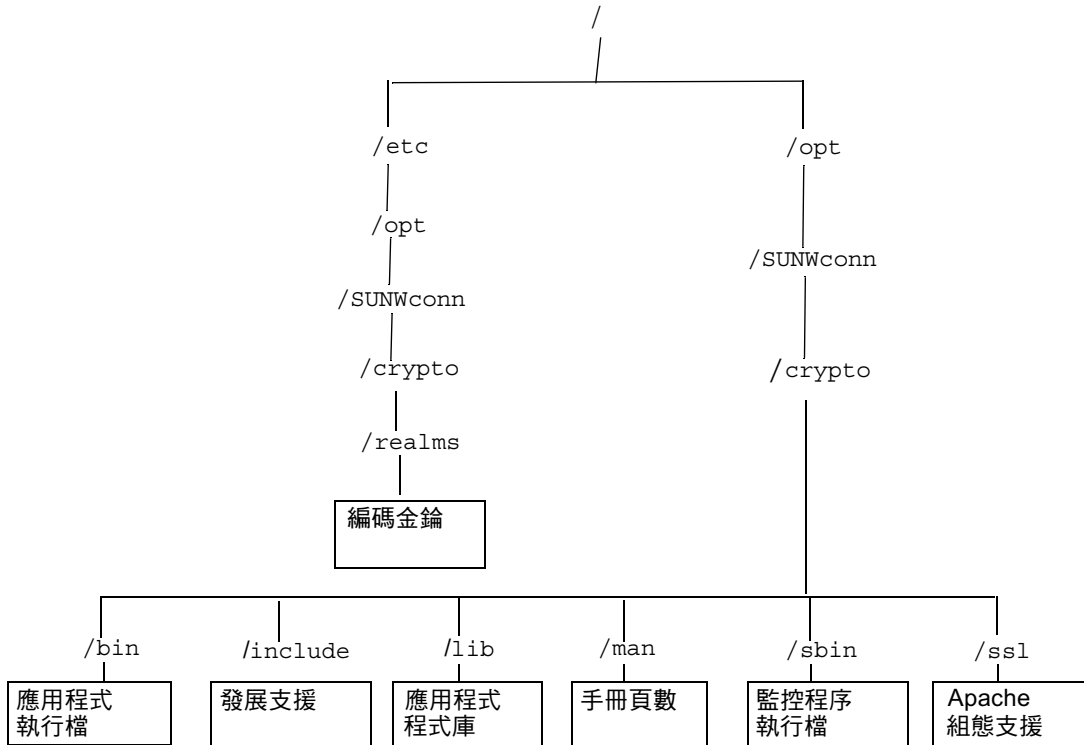 /
/etc
/opt
/opt
/SUNWconn
/SUNWconn
/crypto
/crypto
/realms
編碼金鑰
/bin
/include
/lib
/man
/sbin
/ssl
應用程式
執行檔
發展支援
應用程式
程式庫
手冊頁數
監控程序
執行檔
Apache
組態支援